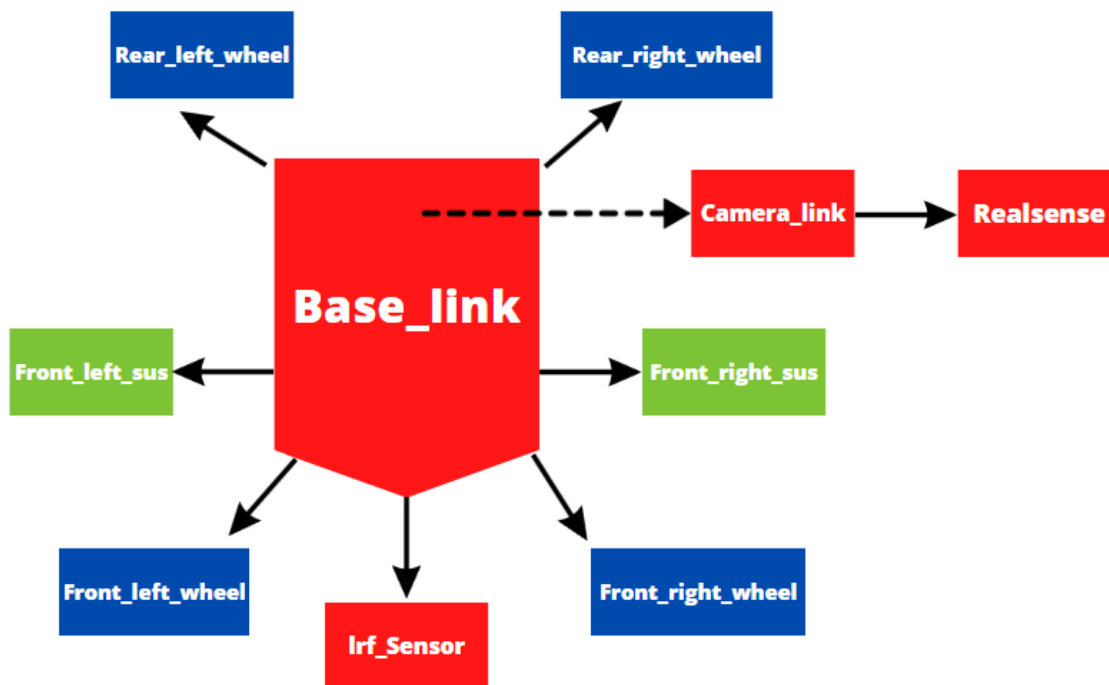 Rear_left_wheel
Rear_right_wheel
Camera_link
Realsense
Base_link
Front_left_sus
Front_right_sus
Front_left_wheel
Front_right_wheel
lrf_Sensor